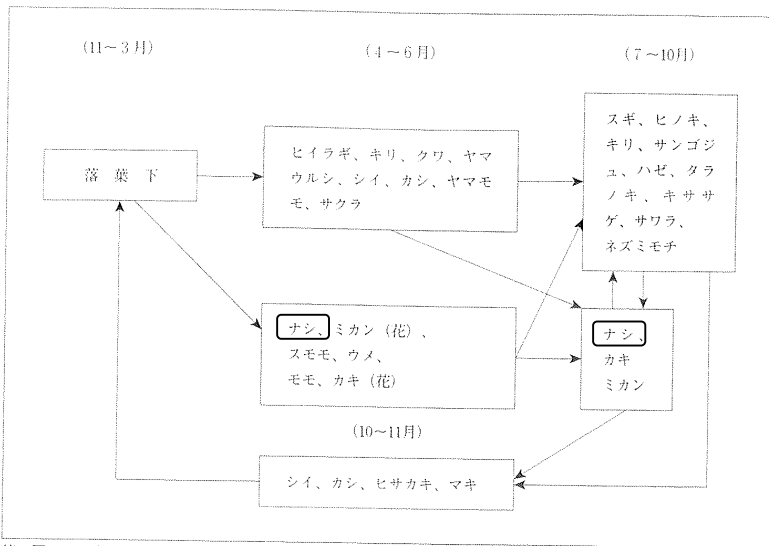 (11～3月)
(4～6月)
(7～10月)
落葉下
ヒイラギ、キリ、クワ、ヤマ
ウルシ、シイ、カシ、ヤマモ
モ、サクラ
スギ、ヒノキ、
キリ、サンゴジ
ュ、ハゼ、タラ
ノキ、キササ
ゲ、サワラ、
ネズミモチ
ナシ、ミカン（花）、
スモモ、ウメ、
モモ、カキ（花）
ナシ、
カキ
ミカン
(10～11月)
シイ、カシ、ヒサカキ、マキ